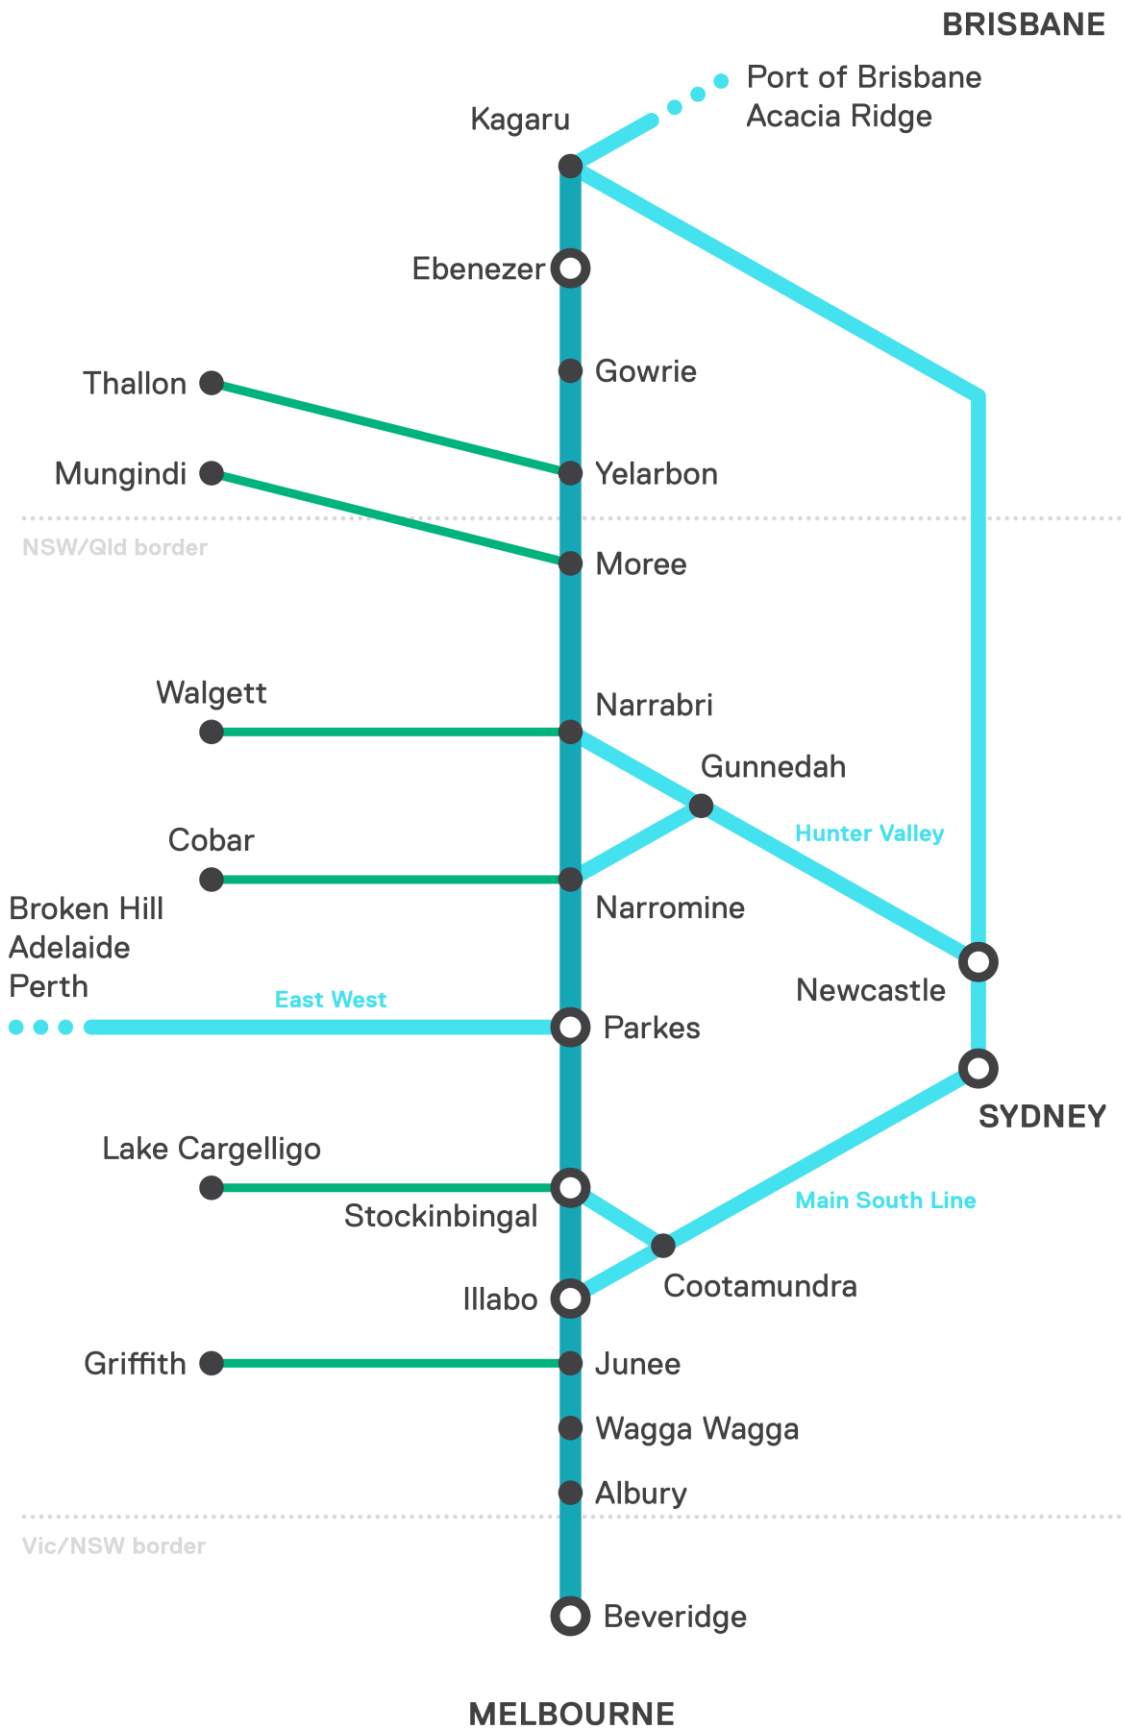 BRISBANE
Port of Brisbane
Acacia Ridge
Kagaru
Ebenezer
Gowrie
Thallon
Yelarbon
Mungindi
NSW/Qld border
Moree
Walgett
Narrabri
Gunnedah
Hunter Valley
Cobar
Narromine
Broken Hill
Adelaide
Perth
East West
Newcastle
Parkes
SYDNEY
Lake Cargelligo
Main South Line
Stockinbingal
Cootamundra
Illabo
Griffith
Junee
Wagga Wagga
Albury
Vic/NSW border
Beveridge
MELBOURNE